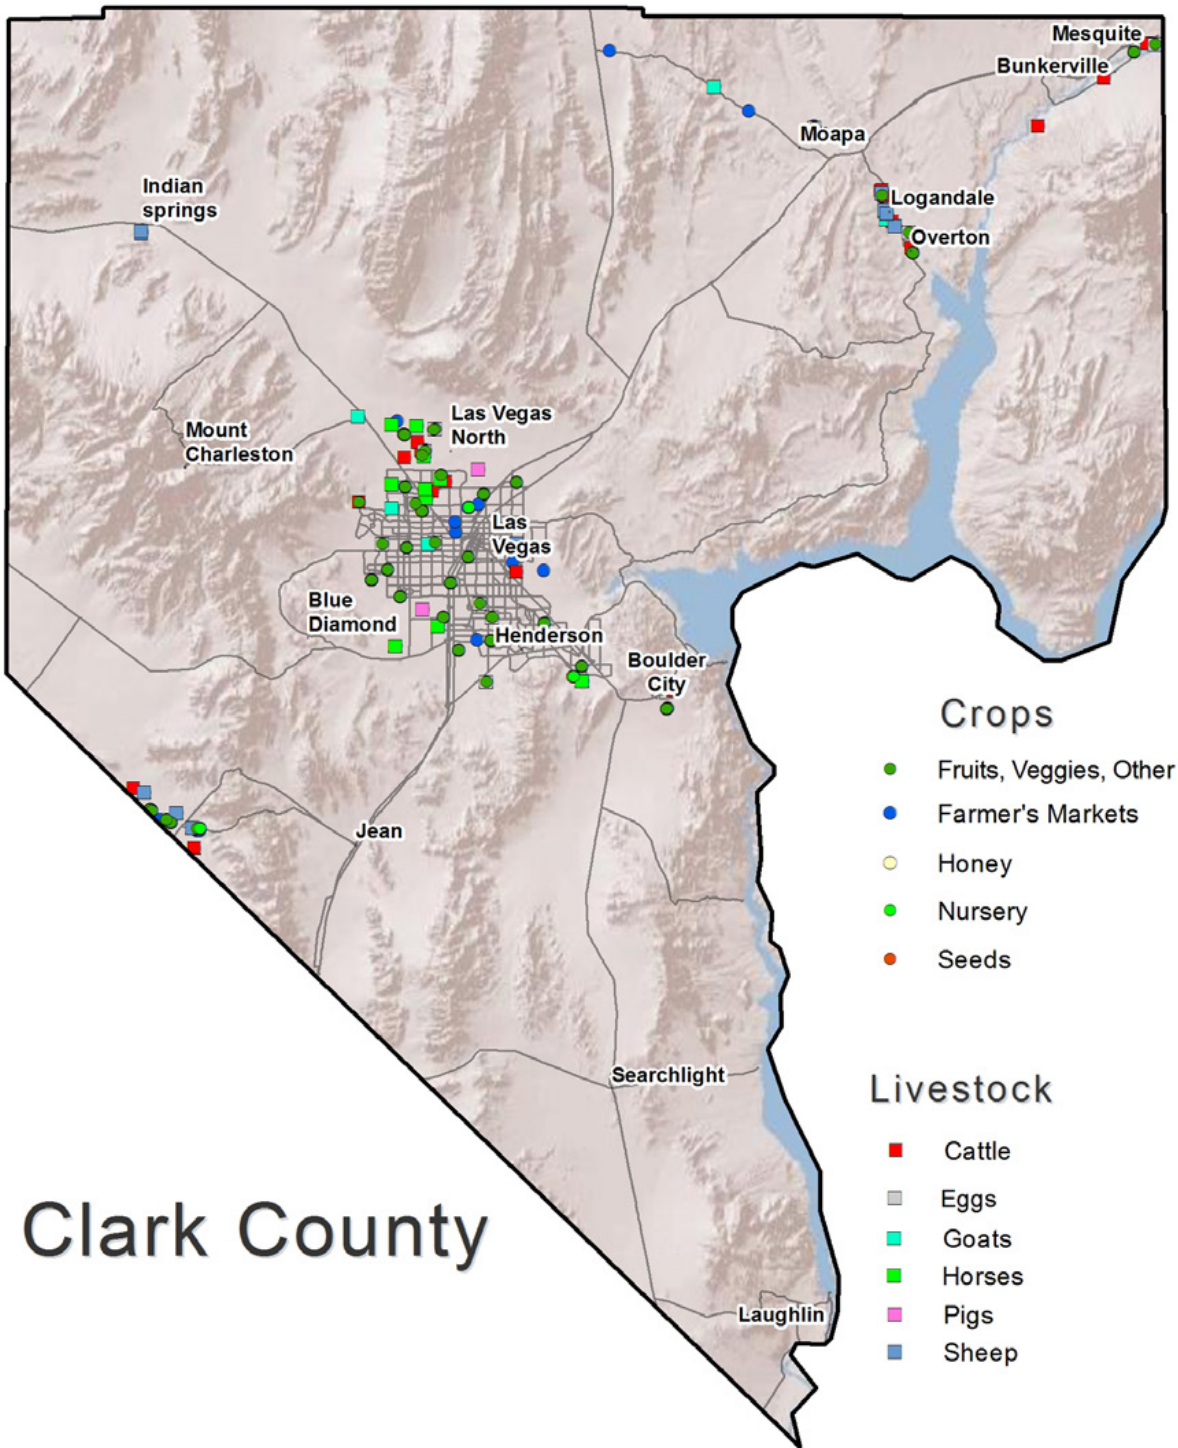 Mesquite
Bunkerville
Moapa
Indian
springs
Logandale
Overton
Las Vegas
North
Mount
Charleston
Las
Vegas
Blue
Diamond
Henderson
Boulder
City
Crops
Fruits, Veggies, Other
Farmer's Markets
Jean
Honey
Nursery
Seeds
Searchlight
Livestock
Cattle
Eggs
Clark County
Goats
Horses
Pigs
Laughlin
Sheep